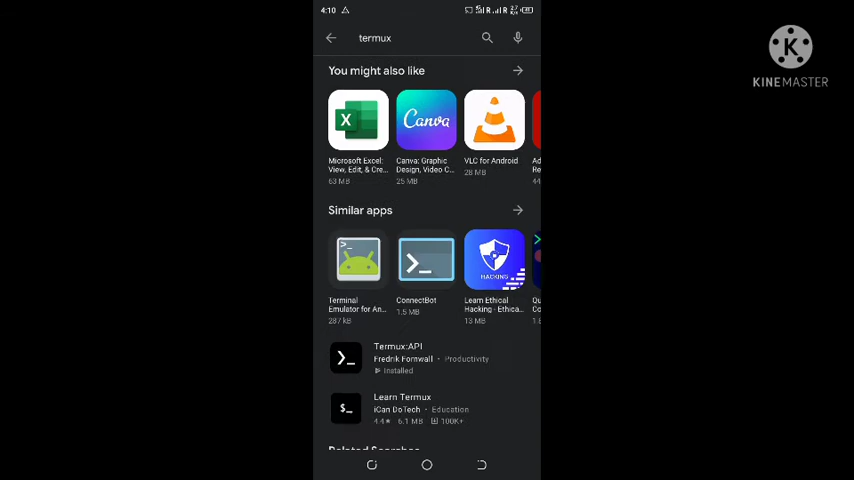 4:10
termux
You might also like
Microsoft Excel: View, Edit, & Cre...
63 MB
Canva: Graphic Design, Video C...
25 MB
VLC for Android
28 MB
Similar apps
Terminal Emulator for An...
287 kB
ConnectBot
1.5 MB
HACKING
Learn Ethical Hacking - Ethica...
13 MB
Termux:API
Fredrik Fornwall • Productivity
Installed
Learn Termux
iCan DoTech • Education
4.4★ 6.1 MB 100K+
Related Searches
K
KINEMASTER